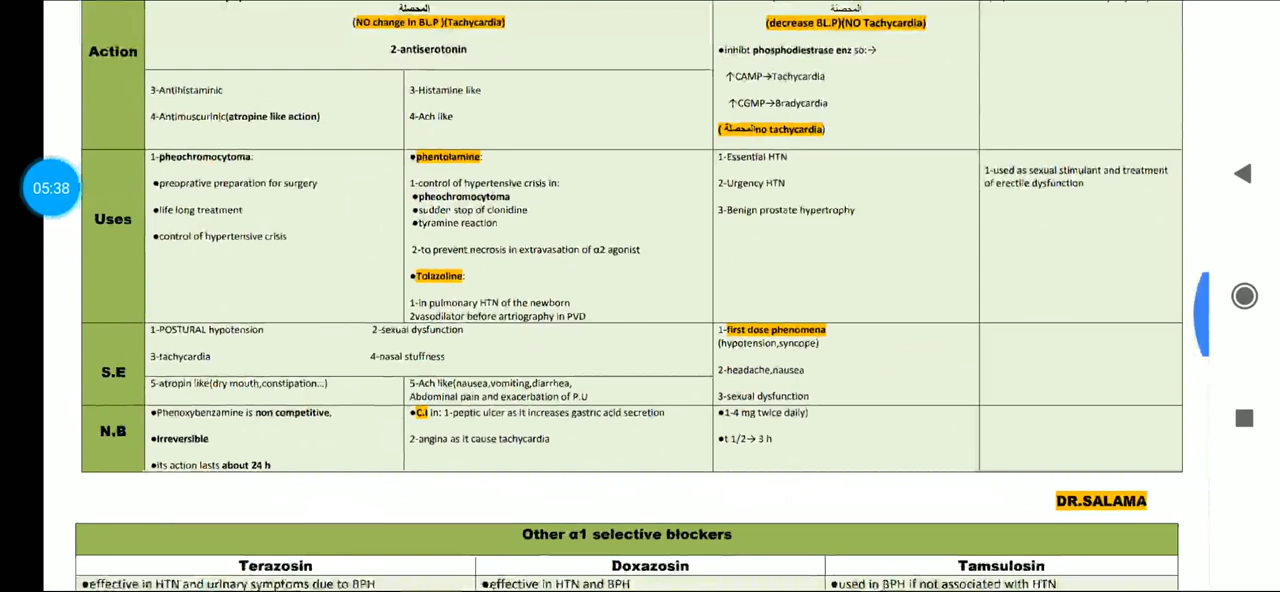 المحصلة
(NO change in BL.P)(Tachycardia)
2-antiserotonin
المحصلة
(decrease BL.P)(NO Tachycardia)
Action
3-Antihistaminic
4-Antimuscurinic(atropine like action)
3-Histamine like
4-Ach like
●inhibt phosphodiestrase enz so:→
↑CAMP→Tachycardia
↑CGMP→Bradycardia
(المحصلةno tachycardia)
05:38
Uses
1-pheochromycytoma:
●preoprative preparation for surgery
●life long treatment
●control of hypertensive crisis
●phentolamine:
1-control of hypertensive crisis in:
●pheochromocytoma
●sudden stop of clonidine
●tyramine reaction
2-to prevent necrosis in extravasation of α2 agonist
●Tolazoline:
1-in pulmonary HTN of the newborn
2vasodilator before artriography in PVD
1-Essential HTN
2-Urgency HTN
3-Benign prostate hypertrophy
1-used as sexual stimulant and treatment
of erectile dysfunction
S.E
1-POSTURAL hypotension 2-sexual dysfunction
3-tachycardia 4-nasal stuffness
5-atropin like(dry mouth,constipation...)
5-Ach like(nausea,vomiting,diarrhea,
Abdominal pain and exacerbation of P.U
1-first dose phenomena
(hypotension,syncope)
2-headache,nausea
3-sexual dysfunction
N.B
●Phenoxybenzamine is non competitive,
●Irreversible
●its action lasts about 24 h
●C.I in: 1-peptic ulcer as it increases gastric acid secretion
2-angina as it cause tachycardia
●1-4 mg twice daily)
●t 1/2→ 3 h
DR.SALAMA
Other α1 selective blockers
Terazosin Doxazosin Tamsulosin
●effective in HTN and urinary symptoms due to BPH ●effective in HTN and BPH ●used in BPH if not associated with HTN